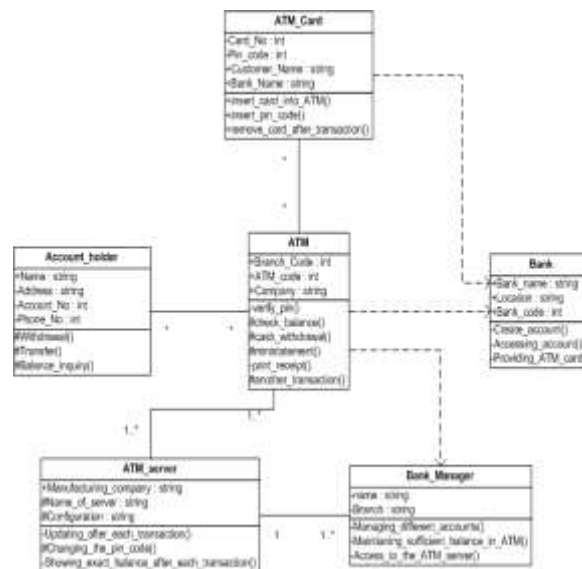 ATM_Card
-Card_No : int
-Pin_code : int
+Customer_Name : string
+Bank_Name : string
+insert_card_into_ATM()
+insert_pin_code()
+remove_card_after_transaction()
*
*
ATM
+Branch_Code : int
+ATM_code : int
+Company : string
-verify_pin()
#check_balance()
#cash_withdrawal()
#ministatement()
-print_receipt()
#another_transaction()
Account_holder
+Name : string
-Address : string
-Account_No : int
-Phone_No : int
#Withdrawal()
#Transfer()
#Balance_Inquiry()
*
*
Bank
+Bank_name : string
+Location : string
+Bank_code : int
-Create_account()
-Accessing_account()
-Providing_ATM_card
1..*
1..*
ATM_server
+Manufacturing_company : string
#Name_of_server : string
#Configuration : string
-Updating_after_each_transaction()
#Changing_the_pin_code()
-Showing_exact_balance_after_each_transaction()
1
1..*
Bank_Manager
-name : string
-Branch : string
-Managing_different_accounts()
-Maintaining_sufficient_balance_in_ATM()
-Access_to_the_ATM_server()